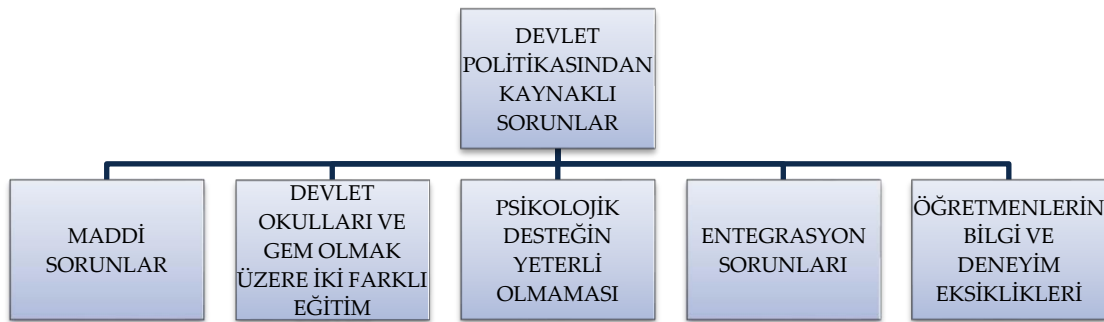 DEVLET
POLİTİKASINDAN
KAYNAKLI
SORUNLAR
MADDİ
SORUNLAR
DEVLET
OKULLARI VE
GEM OLMAK
ÜZERE İKİ FARKLI
EĞİTİM
PSİKOLOJİK
DESTEĞİN
YETERLİ
OLMAMASI
ENTEGRASYON
SORUNLARI
ÖĞRETMENLERİN
BİLGİ VE
DENEYİM
EKSİKLİKLERİ